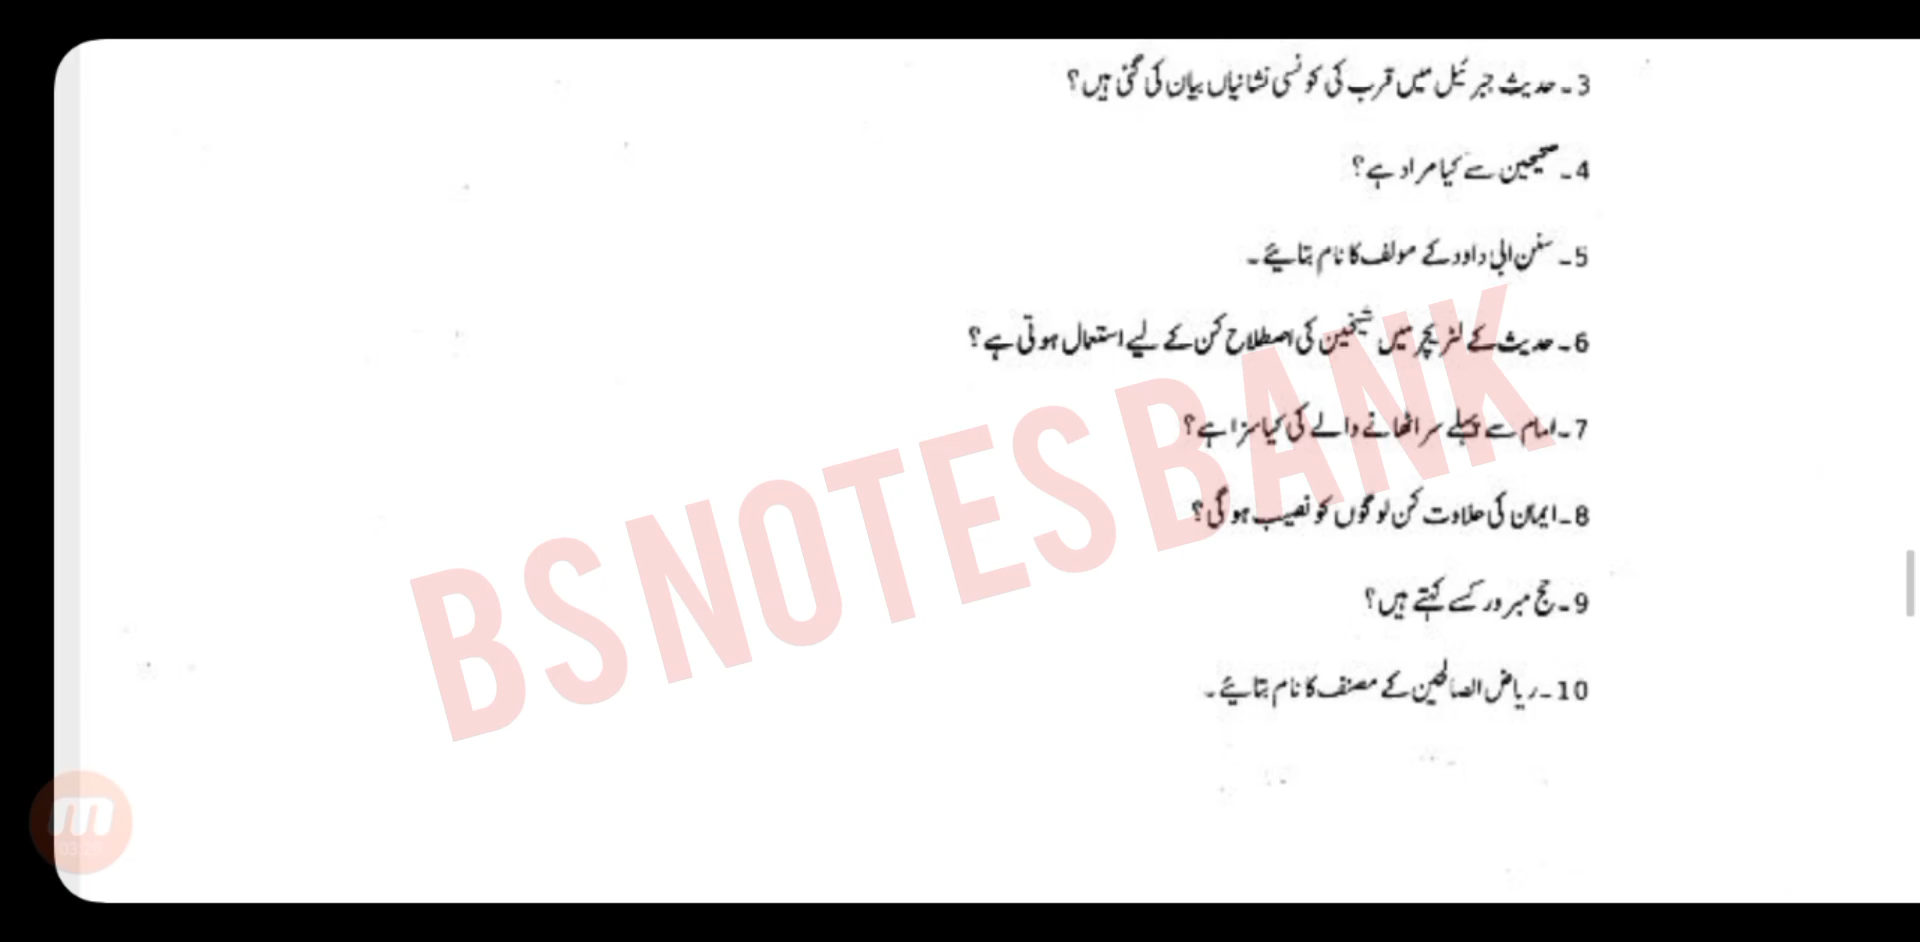 3۔حدیث جبرئیل میں قرب کی کونسی نشانیاں بیان کی گئی ہیں؟
4۔صحیحین سے کیا مراد ہے؟
5۔ سنن ابی داود کے مولف کا نام بتائیے۔
6۔حدیث کے لٹریچر میں شیخین کی اصطلاح کن کے لیے استعمال ہوتی ہے؟
7۔امام سے پہلے سر اٹھانے والے کی کیا سزا ہے؟
8۔ایمان کی حلاوت کن لوگوں کو نصیب ہو گی؟
9۔حج مبرور کسے کہتے ہیں؟
10۔ریاض الصالحین کے مصنف کا نام بتائیے۔
BSNOTESBANK